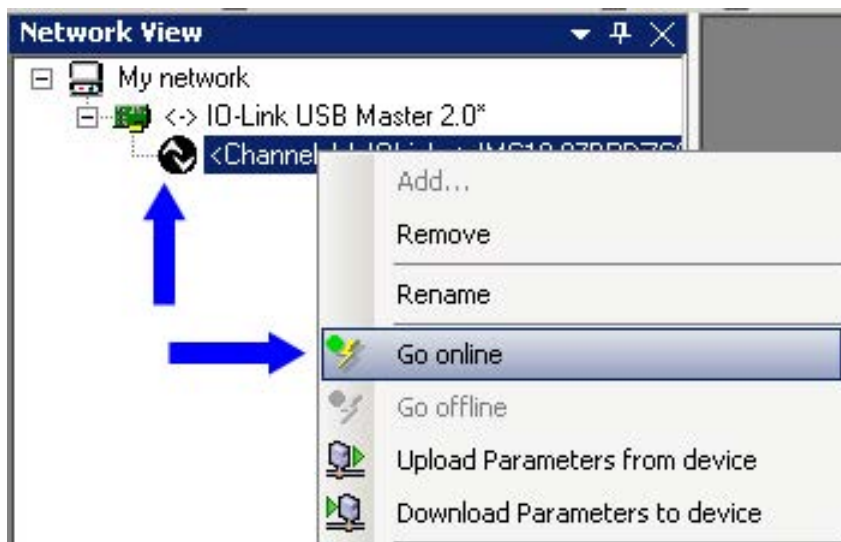 Network View
My network
<-> IO-Link USB Master 2.0*
<Channel
Add...
Remove
Rename
Go online
Go offline
Upload Parameters from device
Download Parameters to device